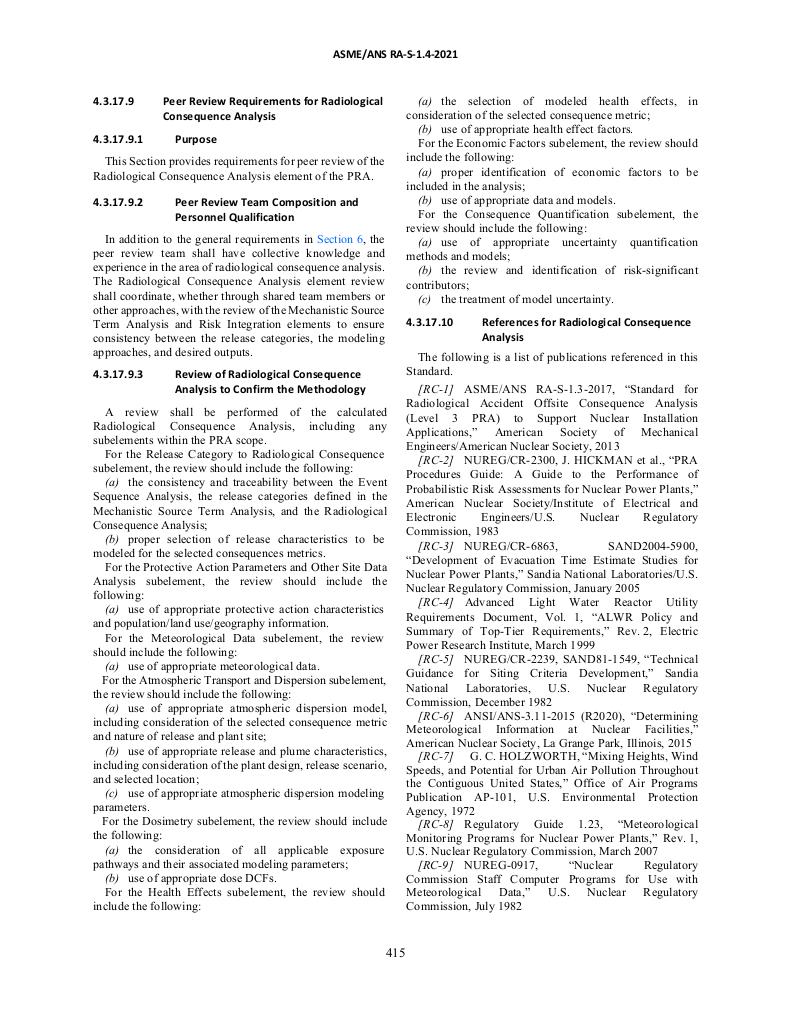 ASME/ANS RA-S-1.4-2021
4.3.17.9 Peer Review Requirements for Radiological
Consequence Analysis
4.3.17.9.1 Purpose
This Section provides requirements for peer review of the
Radiological Consequence Analysis element of the PRA.
4.3.17.9.2 Peer Review Team Composition and
Personnel Qualification
In addition to the general requirements in Section 6, the
peer review team shall have collective knowledge and
experience in the area of radiological consequence analysis.
The Radiological Consequence Analysis element review
shall coordinate, whether through shared team members or
other approaches, with the review of the Mechanistic Source
Term Analysis and Risk Integration elements to ensure
consistency between the release categories, the modeling
approaches, and desired outputs.
4.3.17.9.3 Review of Radiological Consequence
Analysis to Confirm the Methodology
A review shall be performed of the calculated
Radiological Consequence Analysis, including any
subelements within the PRA scope.
For the Release Category to Radiological Consequence
subelement, the review should include the following:
(a) the consistency and traceability between the Event
Sequence Analysis, the release categories defined in the
Mechanistic Source Term Analysis, and the Radiological
Consequence Analysis;
(b) proper selection of release characteristics to be
modeled for the selected consequences metrics.
For the Protective Action Parameters and Other Site Data
Analysis subelement, the review should include the
following:
(a) use of appropriate protective action characteristics
and population/land use/geography information.
For the Meteorological Data subelement, the review
should include the following:
(a) use of appropriate meteorological data.
For the Atmospheric Transport and Dispersion subelement,
the review should include the following:
(a) use of appropriate atmospheric dispersion model,
including consideration of the selected consequence metric
and nature of release and plant site;
(b) use of appropriate release and plume characteristics,
including consideration of the plant design, release scenario,
and selected location;
(c) use of appropriate atmospheric dispersion modeling
parameters.
For the Dosimetry subelement, the review should include
the following:
(a) the consideration of all applicable exposure
pathways and their associated modeling parameters;
(b) use of appropriate dose DCFs.
For the Health Effects subelement, the review should
include the following:
(a) the selection of modeled health effects, in
consideration of the selected consequence metric;
(b) use of appropriate health effect factors.
For the Economic Factors subelement, the review should
include the following:
(a) proper identification of economic factors to be
included in the analysis;
(b) use of appropriate data and models.
For the Consequence Quantification subelement, the
review should include the following:
(a) use of appropriate uncertainty quantification
methods and models;
(b) the review and identification of risk-significant
contributors;
(c) the treatment of model uncertainty.
4.3.17.10 References for Radiological Consequence
Analysis
The following is a list of publications referenced in this
Standard.
[RC-1] ASME/ANS RA-S-1.3-2017, “Standard for
Radiological Accident Offsite Consequence Analysis
(Level 3 PRA) to Support Nuclear Installation
Applications,” American Society of Mechanical
Engineers/American Nuclear Society, 2013
[RC-2] NUREG/CR-2300, J. HICKMAN et al., “PRA
Procedures Guide: A Guide to the Performance of
Probabilistic Risk Assessments for Nuclear Power Plants,”
American Nuclear Society/Institute of Electrical and
Electronic Engineers/U.S. Nuclear Regulatory
Commission, 1983
[RC-3] NUREG/CR-6863, SAND2004-5900,
“Development of Evacuation Time Estimate Studies for
Nuclear Power Plants,” Sandia National Laboratories/U.S.
Nuclear Regulatory Commission, January 2005
[RC-4] Advanced Light Water Reactor Utility
Requirements Document, Vol. 1, “ALWR Policy and
Summary of Top-Tier Requirements,” Rev. 2, Electric
Power Research Institute, March 1999
[RC-5] NUREG/CR-2239, SAND81-1549, “Technical
Guidance for Siting Criteria Development,” Sandia
National Laboratories, U.S. Nuclear Regulatory
Commission, December 1982
[RC-6] ANSI/ANS-3.11-2015 (R2020), “Determining
Meteorological Information at Nuclear Facilities,”
American Nuclear Society, La Grange Park, Illinois, 2015
[RC-7] G. C. HOLZWORTH, “Mixing Heights, Wind
Speeds, and Potential for Urban Air Pollution Throughout
the Contiguous United States,” Office of Air Programs
Publication AP-101, U.S. Environmental Protection
Agency, 1972
[RC-8] Regulatory Guide 1.23, “Meteorological
Monitoring Programs for Nuclear Power Plants,” Rev. 1,
U.S. Nuclear Regulatory Commission, March 2007
[RC-9] NUREG-0917, “Nuclear Regulatory
Commission Staff Computer Programs for Use with
Meteorological Data,” U.S. Nuclear Regulatory
Commission, July 1982
415